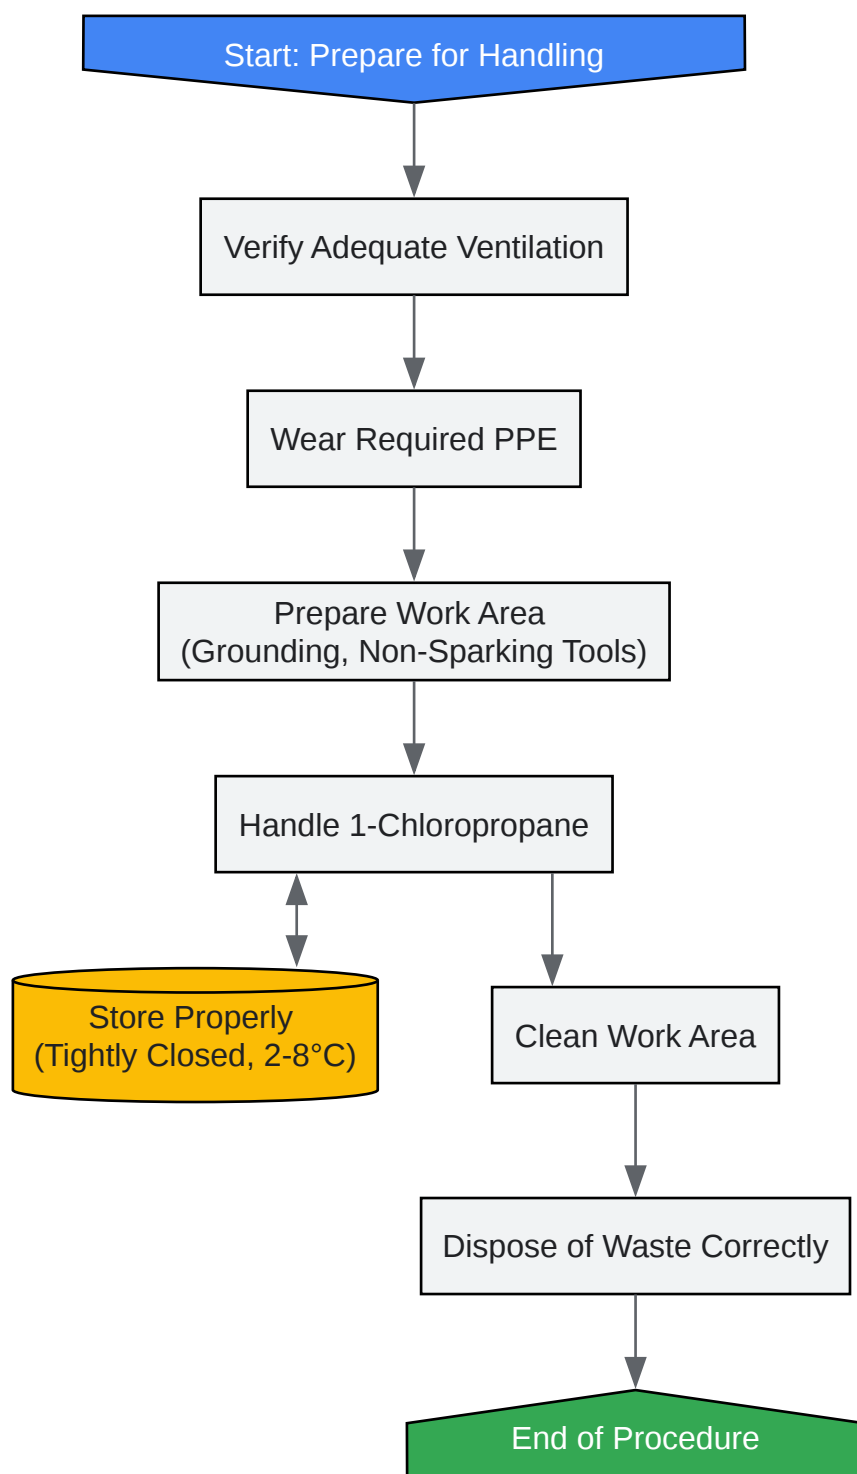 Start: Prepare for Handling
Verify Adequate Ventilation
Wear Required PPE
Prepare Work Area
(Grounding, Non-Sparking Tools)
Handle 1-Chloropropane
Store Properly
(Tightly Closed, 2-8°C)
Clean Work Area
Dispose of Waste Correctly
End of Procedure